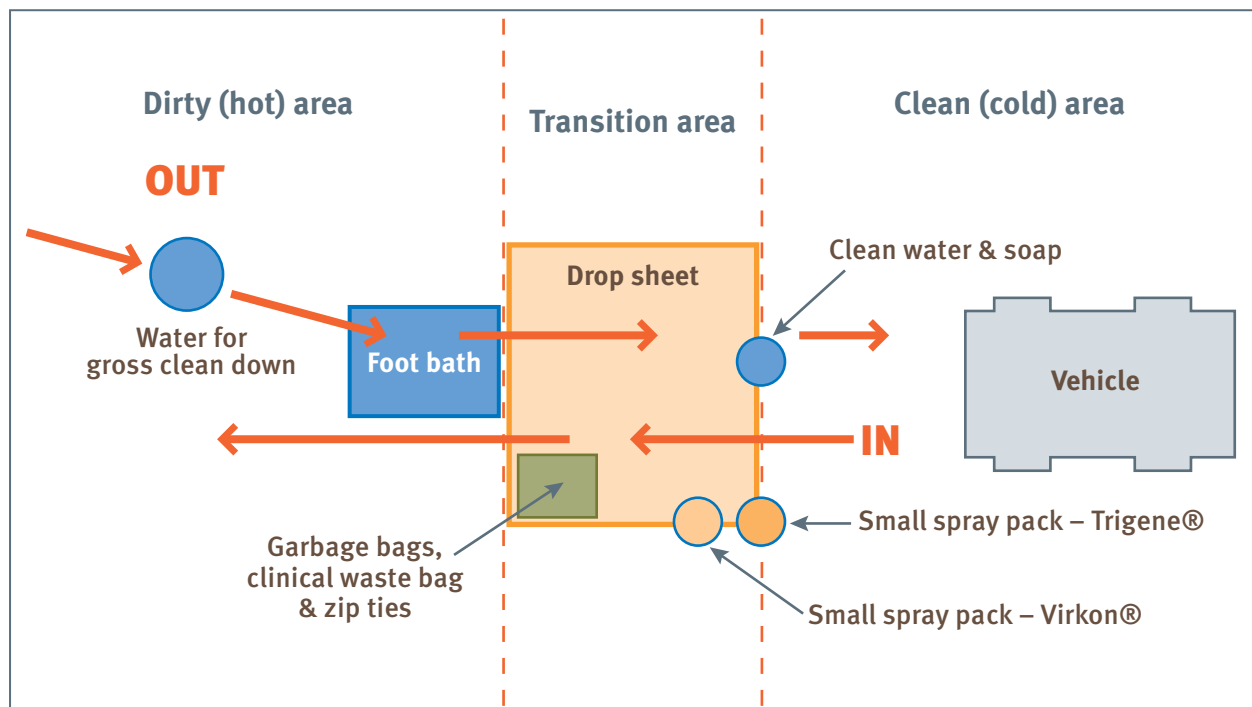 Dirty (hot) area
Transition area
Clean (cold) area
OUT
Water for
gross clean down
Foot bath
Drop sheet
Clean water & soap
Vehicle
IN
Garbage bags,
clinical waste bag
& zip ties
Small spray pack – Trigene®
Small spray pack – Virkon®